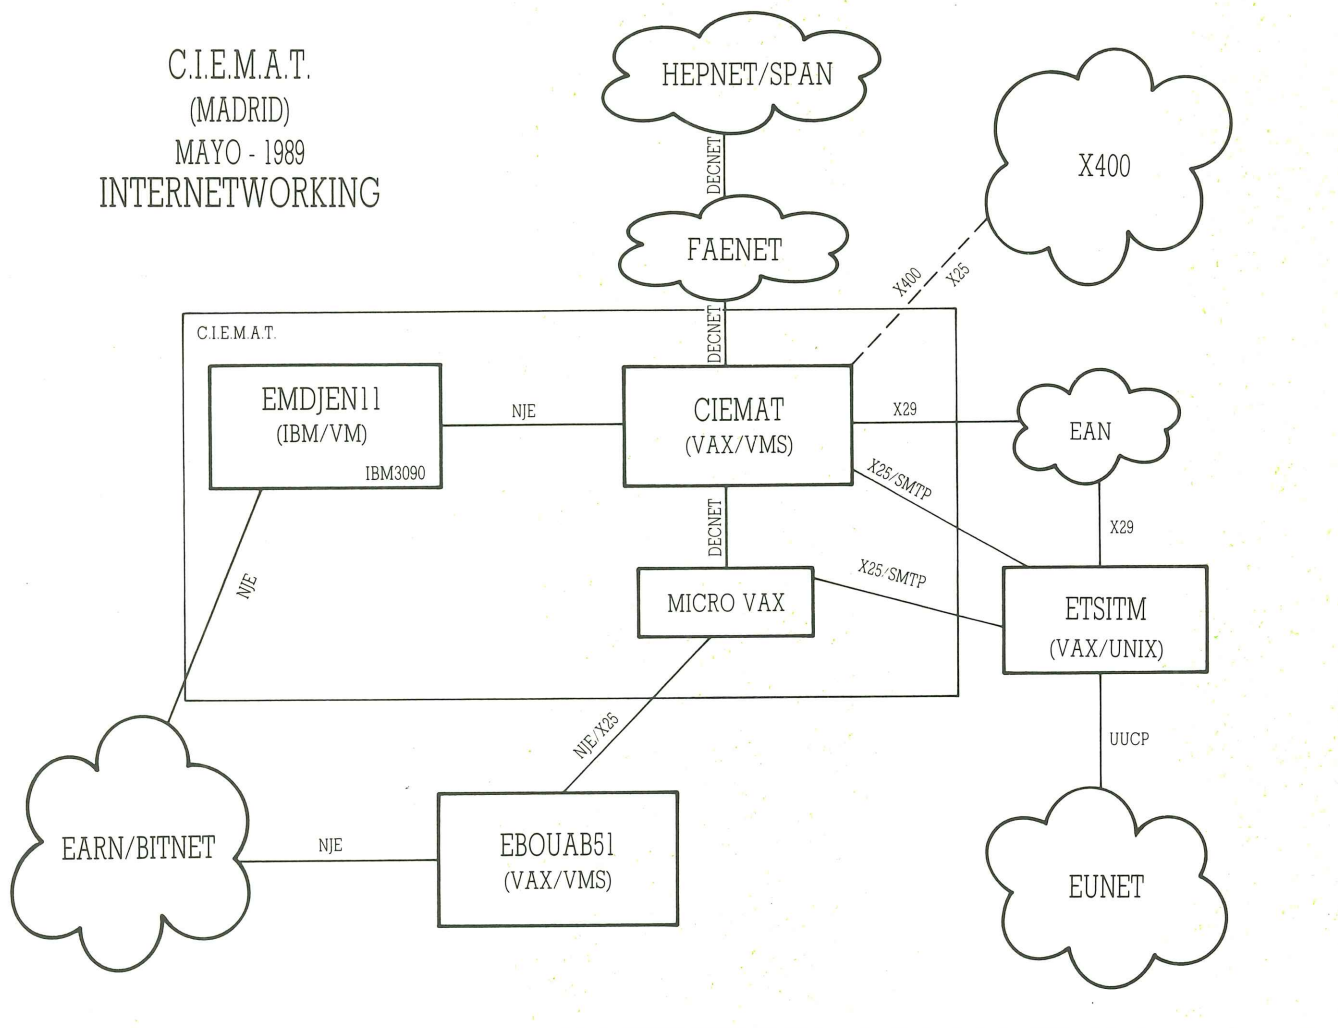 C.I.E.M.A.T.
(MADRID)
MAYO - 1989
INTERNETWORKING
HEPNET/SPAN
DECNET
FAENET
X400
X400
X25
DECNET
C.I.E.M.A.T.
EMDJEN11
(IBM/VM)
IBM3090
NJE
CIEMAT
(VAX/VMS)
X29
EAN
X25/SMTP
X29
DECNET
MICRO VAX
X25/SMTP
ETSITM
(VAX/UNIX)
NJE
NJE/X25
UUCP
EARN/BITNET
NJE
EBOUAB51
(VAX/VMS)
EUNET